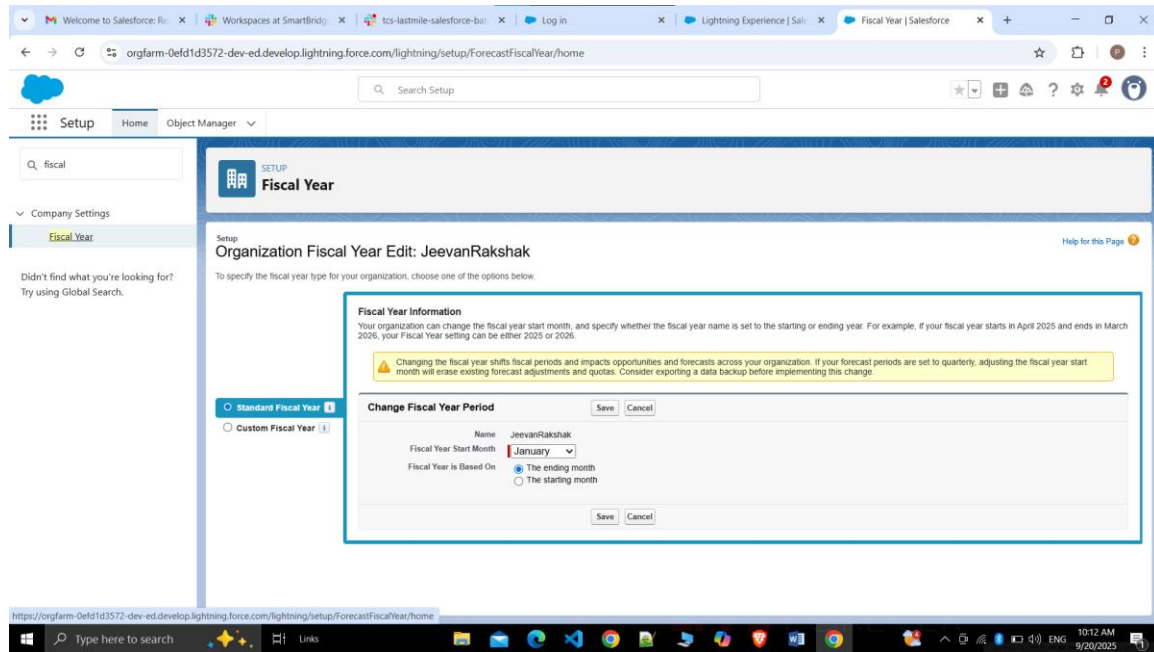 Welcome to Salesforce: Re
Workspaces at SmartBridg
tcs-lastmile-salesforce-bat
Log in
Lightning Experience | Sale
Fiscal Year | Salesforce
orgfarm-0efd1d3572-dev-ed.develop.lightning.force.com/lightning/setup/ForecastFiscalYear/home
P
Search Setup
2
Setup
Home
Object Manager
fiscal
SETUP
Fiscal Year
Company Settings
Fiscal Year
Didn't find what you're looking for?
Try using Global Search.
Setup
Organization Fiscal Year Edit: JeevanRakshak
Help for this Page
To specify the fiscal year type for your organization, choose one of the options below.
Fiscal Year Information
Your organization can change the fiscal year start month, and specify whether the fiscal year name is set to the starting or ending year. For example, if your fiscal year starts in April 2025 and ends in March
2026, your Fiscal Year setting can be either 2025 or 2026.
Changing the fiscal year shifts fiscal periods and impacts opportunities and forecasts across your organization. If your forecast periods are set to quarterly, adjusting the fiscal year start
month will erase existing forecast adjustments and quotas. Consider exporting a data backup before implementing this change.
Standard Fiscal Year i
Custom Fiscal Year i
Change Fiscal Year Period
Save Cancel
Name JeevanRakshak
Fiscal Year Start Month January
Fiscal Year is Based On The ending month
The starting month
Save Cancel
https://orgfarm-0efd1d3572-dev-ed.develop.lightning.force.com/lightning/setup/ForecastFiscalYear/home
Type here to search
Links
ENG
10:12 AM
9/20/2025